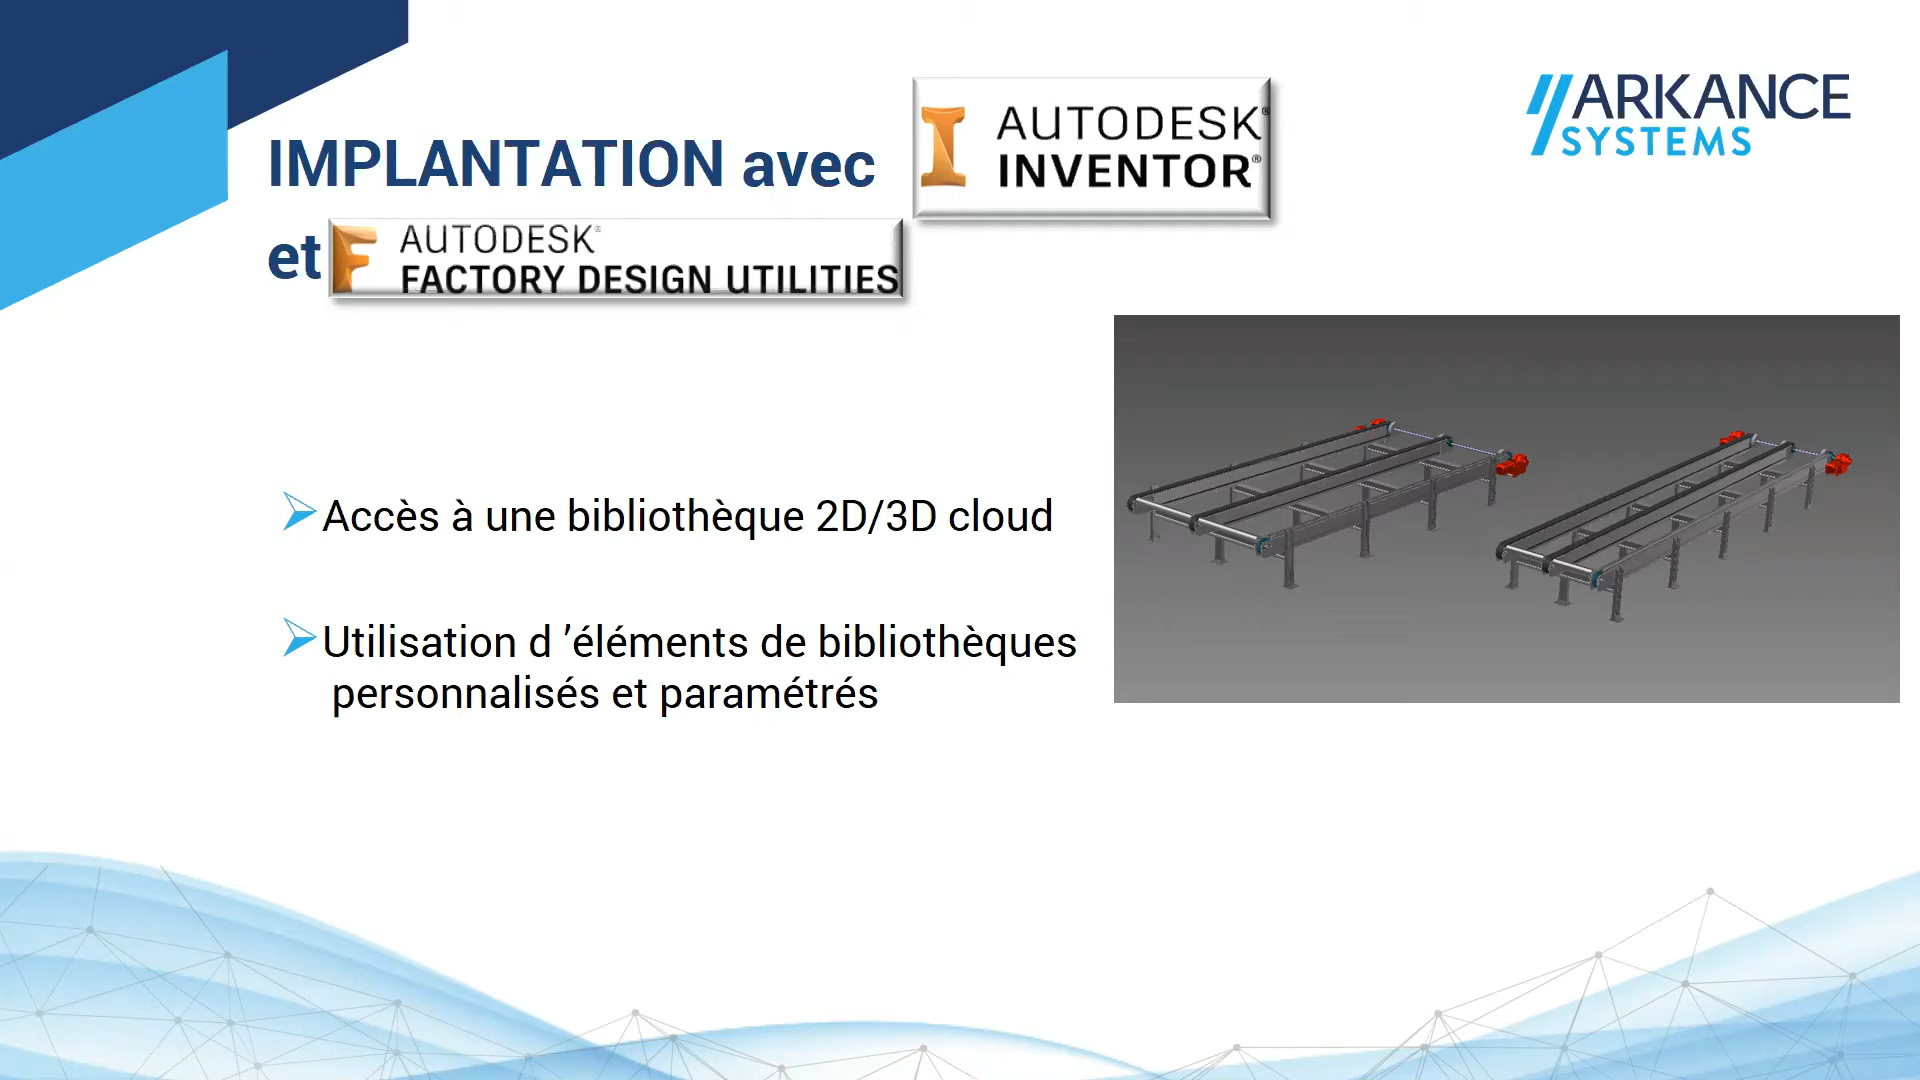 ARKANCE
SYSTEMS
IMPLANTATION avec
AUTODESK®
INVENTOR®
et
AUTODESK®
FACTORY DESIGN UTILITIES
Accès à une bibliothèque 2D/3D cloud
Utilisation d ’éléments de bibliothèques
personnalisés et paramétrés